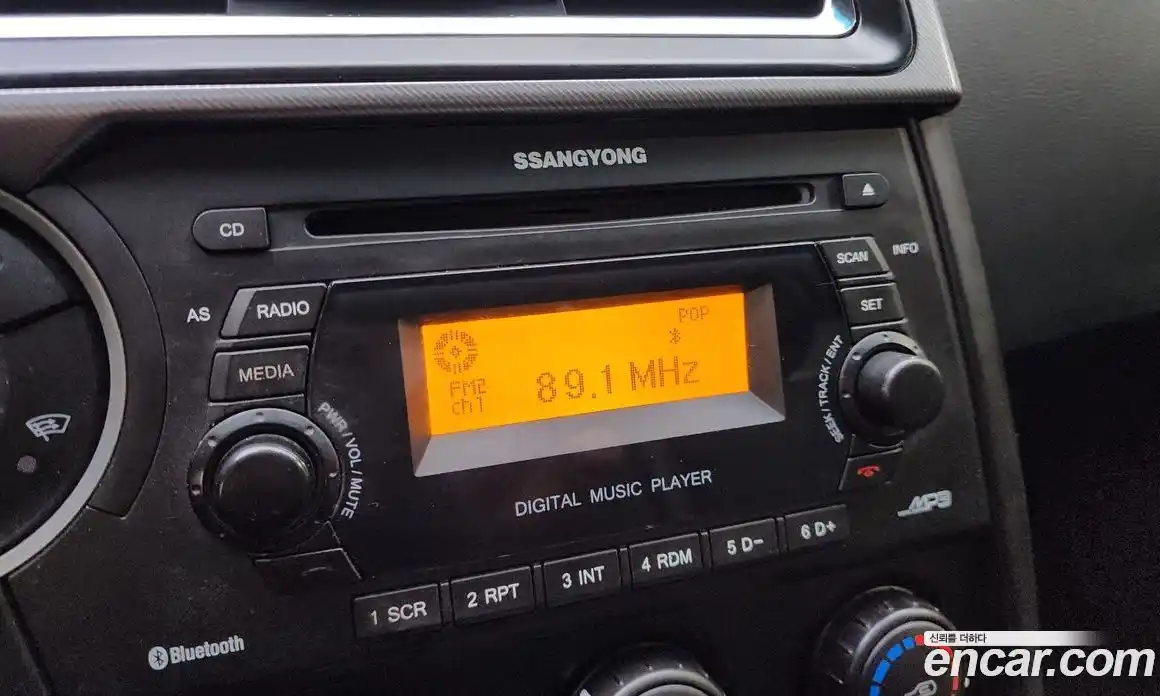 SSANGYONG
CD
SCAN INFO
AS RADIO
SET
MEDIA
POP
FM2
ch1
89.1 MHz
PWR / VOL / MUTE
SEEK / TRACK / ENT
DIGITAL MUSIC PLAYER
MP3
1 SCR
2 RPT
3 INT
4 RDM
5 D-
6 D+
Bluetooth
신뢰를 더하다
encar.com